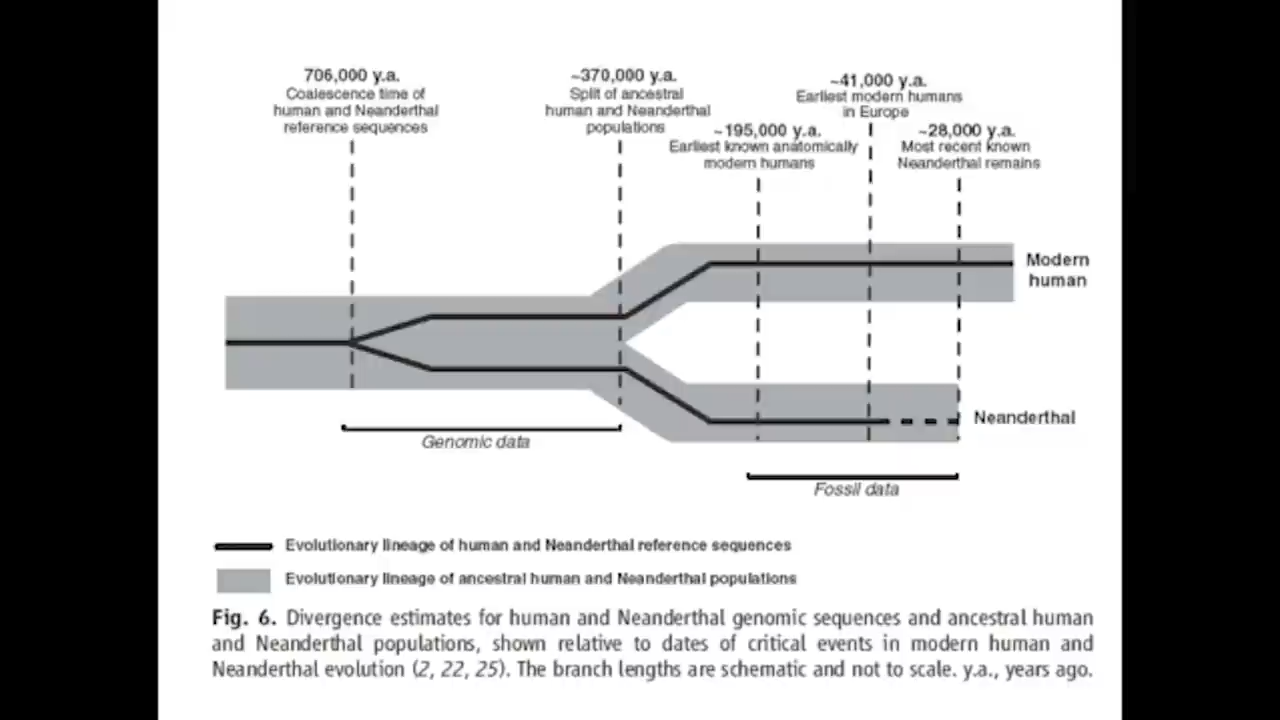 706,000 y.a.
Coalescence time of
human and Neanderthal
reference sequences
~370,000 y.a.
Split of ancestral
human and Neanderthal
populations
~195,000 y.a.
Earliest known anatomically
modern humans
~41,000 y.a.
Earliest modern humans
in Europe
~28,000 y.a.
Most recent known
Neanderthal remains
Modern
human
Neanderthal
Genomic data
Fossil data
Evolutionary lineage of human and Neanderthal reference sequences
Evolutionary lineage of ancestral human and Neanderthal populations
Fig. 6. Divergence estimates for human and Neanderthal genomic sequences and ancestral human
and Neanderthal populations, shown relative to dates of critical events in modern human and
Neanderthal evolution (2, 22, 25). The branch lengths are schematic and not to scale. y.a., years ago.